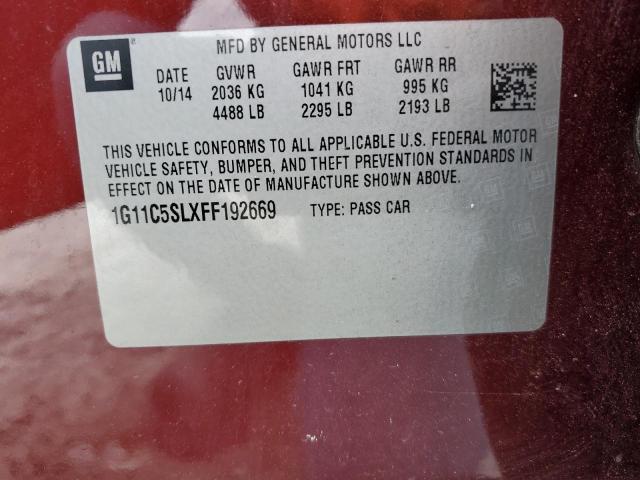 GM
MFD BY GENERAL MOTORS LLC
DATE GVWR GAWR FRT GAWR RR
10/14 2036 KG 1041 KG 995 KG
4488 LB 2295 LB 2193 LB
THIS VEHICLE CONFORMS TO ALL APPLICABLE U.S. FEDERAL MOTOR
VEHICLE SAFETY, BUMPER, AND THEFT PREVENTION STANDARDS IN
EFFECT ON THE DATE OF MANUFACTURE SHOWN ABOVE.
1G11C5SLXFF192669 TYPE: PASS CAR